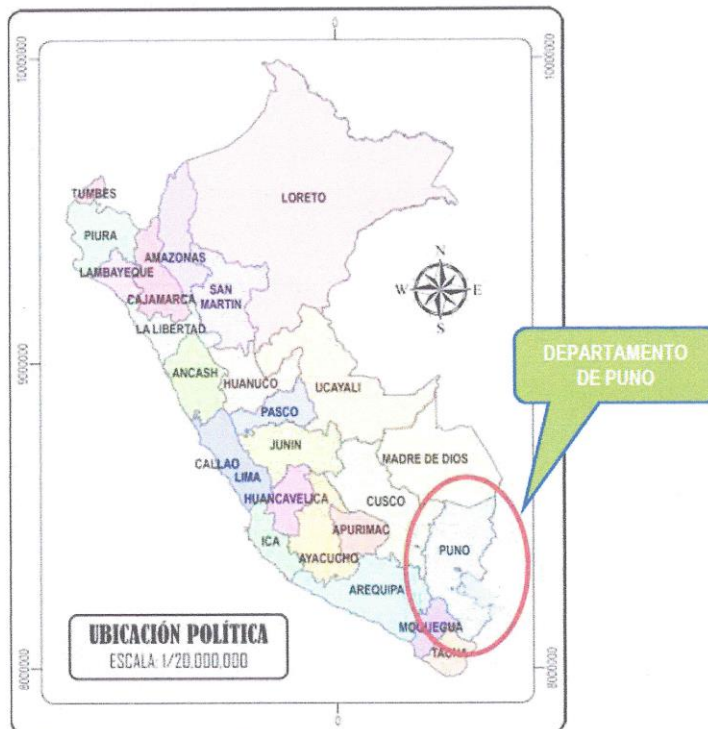 0
10000000
10000000
TUMBES
LORETO
PIURA
AMAZONAS
LAMBAYEQUE
SAN
MARTIN
CAJAMARCA
N
W E
S
LA LIBERTAD
9000000
ANCASH
HUANUCO
UCAYALI
DEPARTAMENTO
DE PUNO
PASCO
JUNIN
MADRE DE DIOS
CALLAO
LIMA
HUANCAVELICA
CUSCO
APURIMAC
ICA
AYACUCHO
PUNO
AREQUIPA
MOQUEGUA
TACNA
UBICACIÓN POLÍTICA
ESCALA: 1/20,000,000
8000000
8000000
0